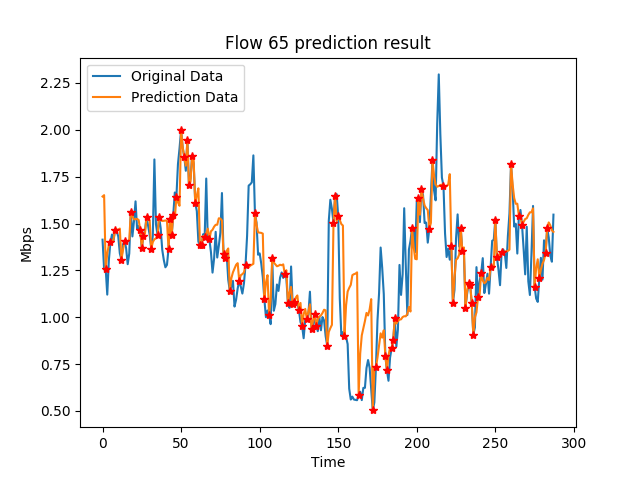 Flow 65 prediction result
Original Data
Prediction Data
2.25
2.00
1.75
1.50
1.25
1.00
0.75
0.50
Mbps
0 50 100 150 200 250 300
Time